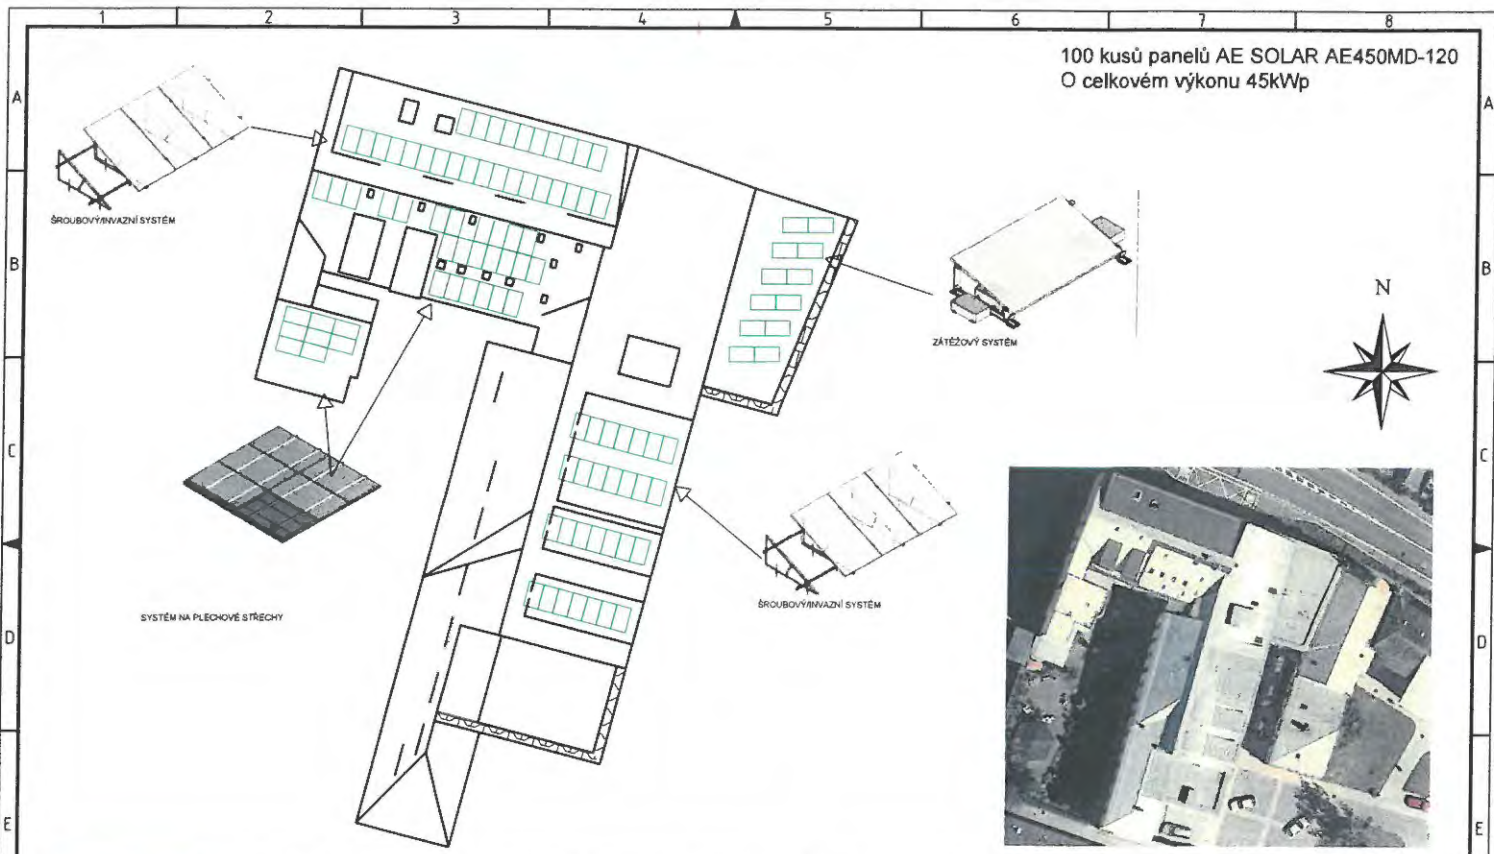 1 2 3 4 5 6 7 8
100 kusů panelů AE SOLAR AE450MD-120
O celkovém výkonu 45kWp
A A
ŠROUBOVÝ/INVAZNÍ SYSTÉM
B B
N
ZÁTĚŽOVÝ SYSTÉM
C C
ŠROUBOVÝ/INVAZNÍ SYSTÉM
SYSTÉM NA PLECHOVÉ STŘECHY
D D
E E